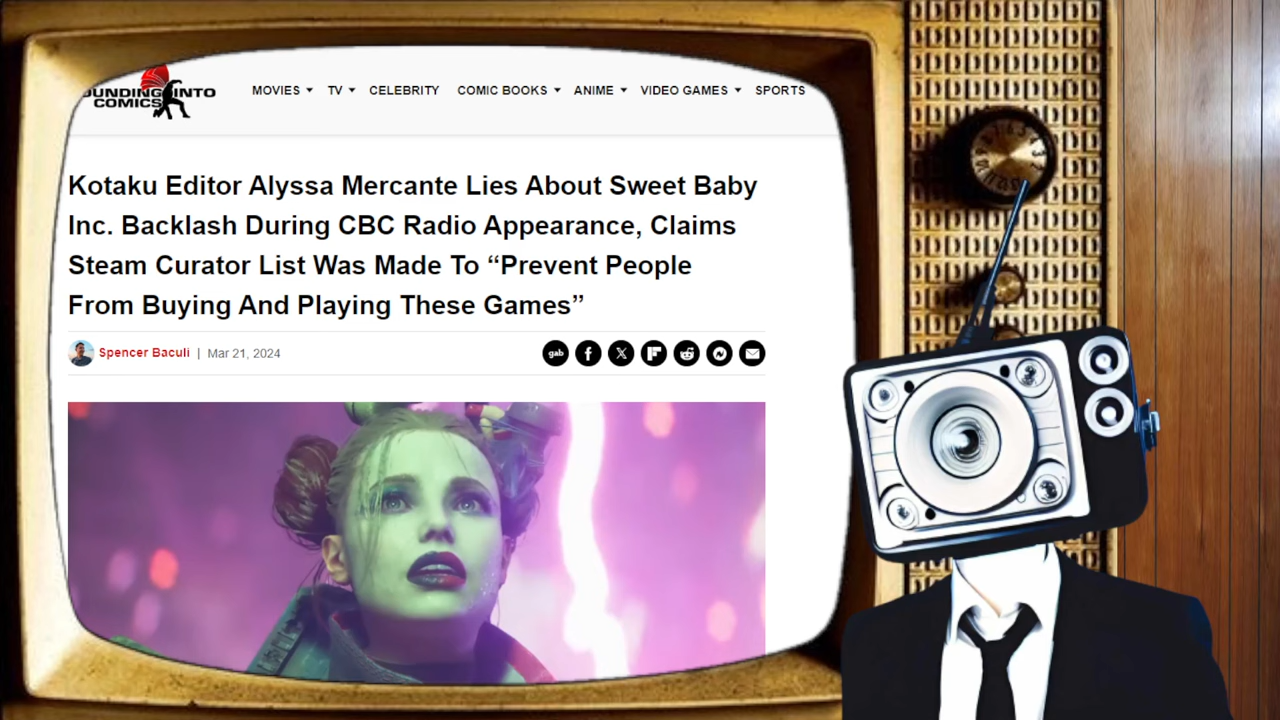 INTO
COMICS
MOVIES TV CELEBRITY COMIC BOOKS ANIME VIDEO GAMES SPORTS
Kotaku Editor Alyssa Mercante Lies About Sweet Baby
Inc. Backlash During CBC Radio Appearance, Claims
Steam Curator List Was Made To “Prevent People
From Buying And Playing These Games”
Spencer Baculi | Mar 21, 2024
gab